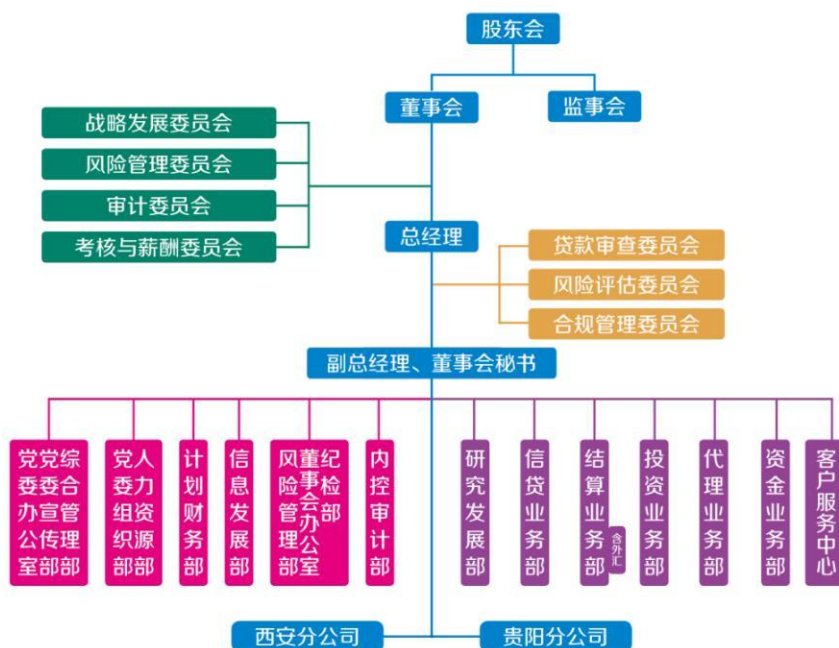 股东会
董事会
监事会
战略发展委员会
风险管理委员会
审计委员会
考核与薪酬委员会
总经理
贷款审查委员会
风险评估委员会
合规管理委员会
副总经理、董事会秘书
党委办公室
党委宣传部
综合管理部
党委组织部
人力资源部
计划财务部
信息发展部
风险管理部
董事会办公室
纪检部
内控审计部
研究发展部
信贷业务部
结算业务部
含外汇
投资业务部
代理业务部
资金业务部
客户服务中心
西安分公司
贵阳分公司